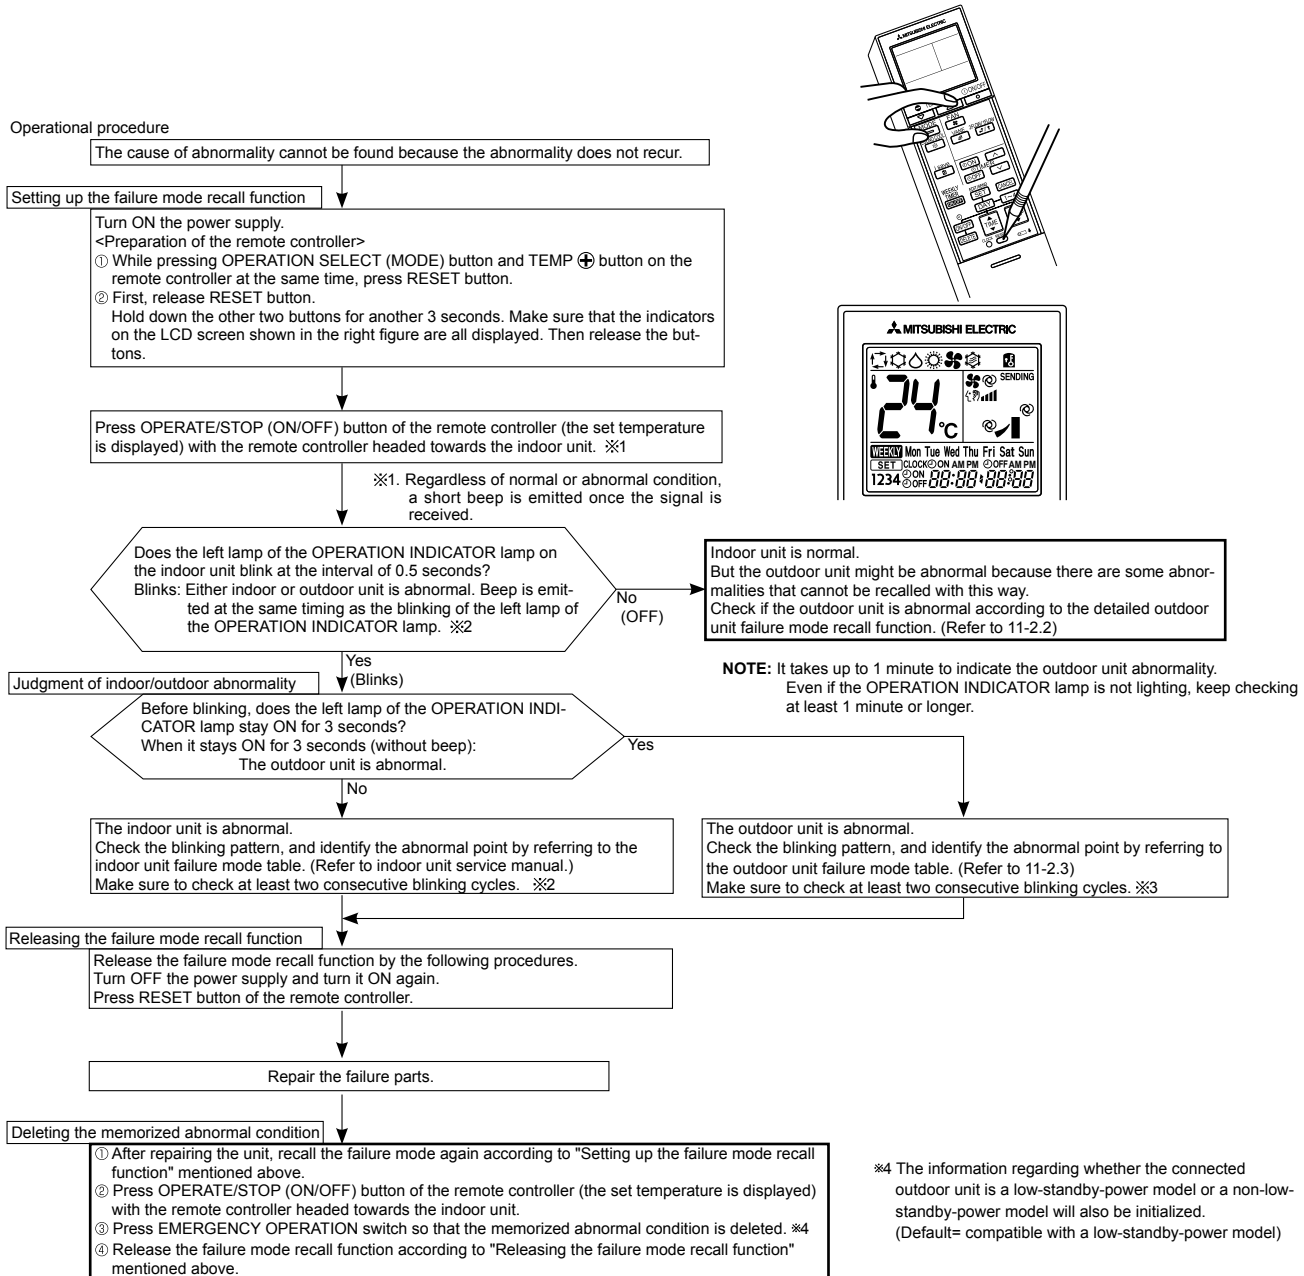 Operational procedure
The cause of abnormality cannot be found because the abnormality does not recur.
Setting up the failure mode recall function
Turn ON the power supply.
<Preparation of the remote controller>
① While pressing OPERATION SELECT (MODE) button and TEMP ⊕ button on the
remote controller at the same time, press RESET button.
② First, release RESET button.
Hold down the other two buttons for another 3 seconds. Make sure that the indicators
on the LCD screen shown in the right figure are all displayed. Then release the but-
tons.
MITSUBISHI ELECTRIC
ON/OFF
FAN
MITSUBISHI ELECTRIC
SENDING
24°C
WEEKLY Mon Tue Wed Thu Fri Sat Sun
SET CLOCK ON AM PM OFF AM PM
1234 ON OFF 88:88 88:88
Press OPERATE/STOP (ON/OFF) button of the remote controller (the set temperature
is displayed) with the remote controller headed towards the indoor unit. ※1
※1. Regardless of normal or abnormal condition,
a short beep is emitted once the signal is
received.
Does the left lamp of the OPERATION INDICATOR lamp on
the indoor unit blink at the interval of 0.5 seconds?
Blinks: Either indoor or outdoor unit is abnormal. Beep is emit-
ted at the same timing as the blinking of the left lamp of
the OPERATION INDICATOR lamp. ※2
No
(OFF)
Indoor unit is normal.
But the outdoor unit might be abnormal because there are some abnor-
malities that cannot be recalled with this way.
Check if the outdoor unit is abnormal according to the detailed outdoor
unit failure mode recall function. (Refer to 11-2.2)
NOTE: It takes up to 1 minute to indicate the outdoor unit abnormality.
Even if the OPERATION INDICATOR lamp is not lighting, keep checking
at least 1 minute or longer.
Yes
(Blinks)
Judgment of indoor/outdoor abnormality
Before blinking, does the left lamp of the OPERATION INDI-
CATOR lamp stay ON for 3 seconds?
When it stays ON for 3 seconds (without beep):
The outdoor unit is abnormal.
Yes
No
The indoor unit is abnormal.
Check the blinking pattern, and identify the abnormal point by referring to the
indoor unit failure mode table. (Refer to indoor unit service manual.)
Make sure to check at least two consecutive blinking cycles. ※2
The outdoor unit is abnormal.
Check the blinking pattern, and identify the abnormal point by referring to
the outdoor unit failure mode table. (Refer to 11-2.3)
Make sure to check at least two consecutive blinking cycles. ※3
Releasing the failure mode recall function
Release the failure mode recall function by the following procedures.
Turn OFF the power supply and turn it ON again.
Press RESET button of the remote controller.
Repair the failure parts.
Deleting the memorized abnormal condition
① After repairing the unit, recall the failure mode again according to "Setting up the failure mode recall
function" mentioned above.
② Press OPERATE/STOP (ON/OFF) button of the remote controller (the set temperature is displayed)
with the remote controller headed towards the indoor unit.
③ Press EMERGENCY OPERATION switch so that the memorized abnormal condition is deleted. ※4
④ Release the failure mode recall function according to "Releasing the failure mode recall function"
mentioned above.
※4 The information regarding whether the connected
outdoor unit is a low-standby-power model or a non-low-
standby-power model will also be initialized.
(Default= compatible with a low-standby-power model)